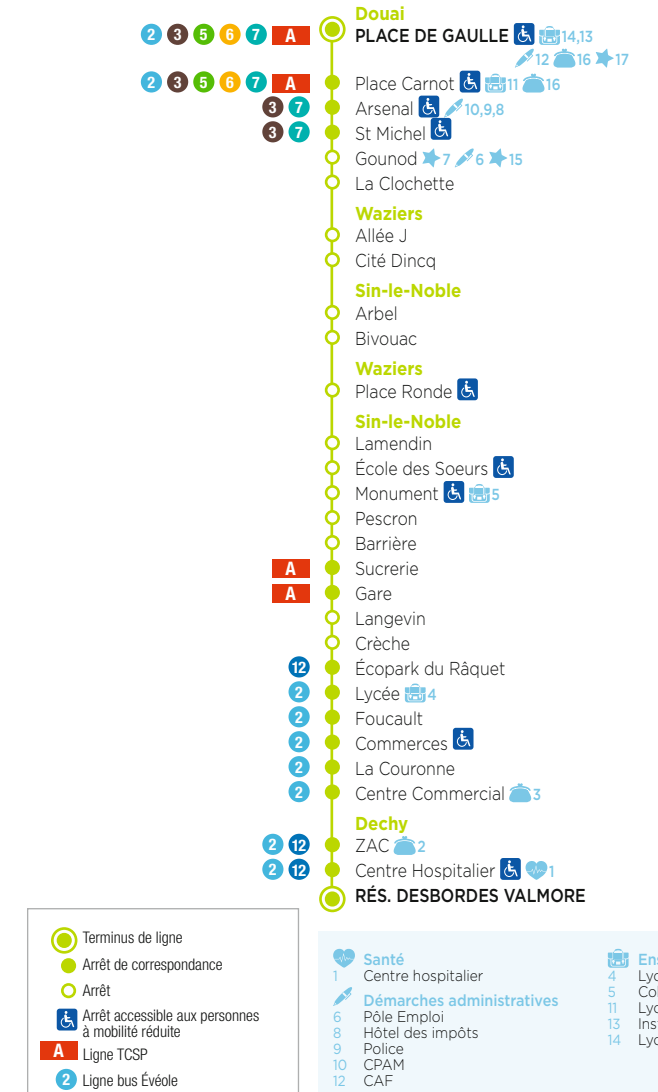 Douai
2 3 5 6 7 A PLACE DE GAULLE 14,13
12 16 17
2 3 5 6 7 A Place Carnot 11 16
3 7 Arsenal 10,9,8
3 7 St Michel
Gounod 7 6 15
La Clochette
Waziers
Allée J
Cité Dincq
Sin-le-Noble
Arbel
Bivouac
Waziers
Place Ronde
Sin-le-Noble
Lamendin
École des Soeurs
Monument 5
Pescron
Barrière
A Sucrerie
A Gare
Langevin
Crèche
12 Écopark du Râquet
2 Lycée 4
2 Foucault
2 Commerces
2 La Couronne
2 Centre Commercial 3
Dechy
2 12 ZAC 2
2 12 Centre Hospitalier 1
RÉS. DESBORDES VALMORE
Terminus de ligne
Arrêt de correspondance
Arrêt
Arrêt accessible aux personnes
à mobilité réduite
A Ligne TCSP
2 Ligne bus Évéole
Santé
1 Centre hospitalier
Démarches administratives
6 Pôle Emploi
8 Hôtel des impôts
9 Police
10 CPAM
12 CAF
Ens
4 Lyc
5 Col
11 Lyc
13 Ins
14 Lyc